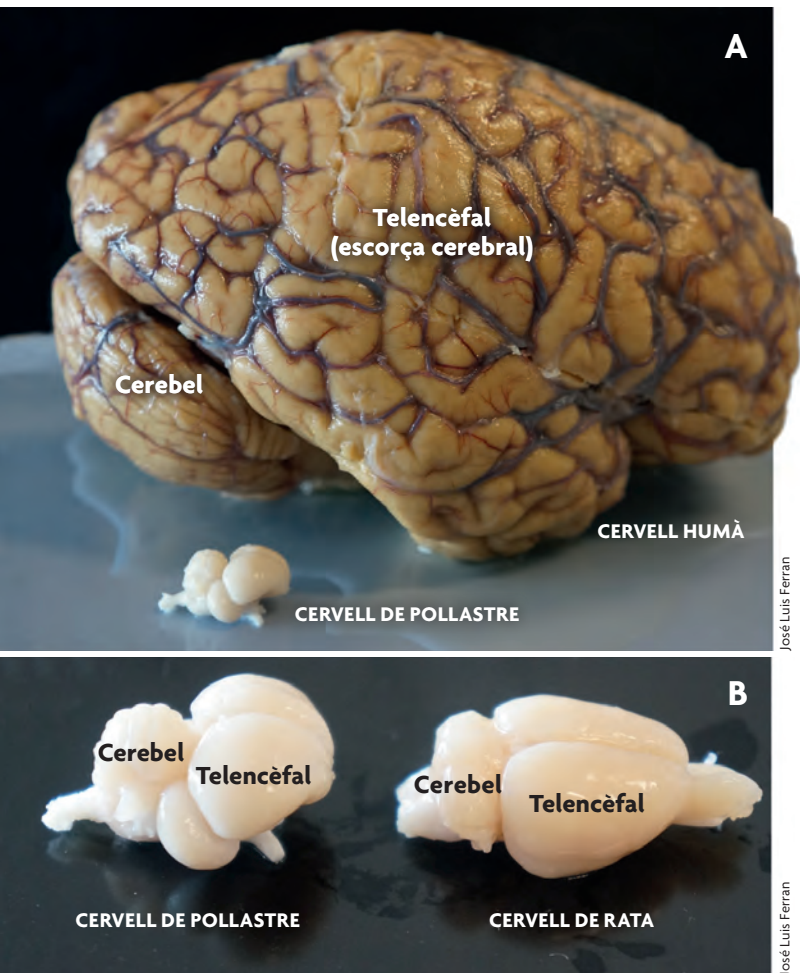 A
Telencèfal
(escorça cerebral)
Cerebel
CERVELL HUMÀ
CERVELL DE POLLASTRE
José Luis Ferran
B
Cerebel
Telencèfal
Cerebel
Telencèfal
CERVELL DE POLLASTRE
CERVELL DE RATA
José Luis Ferran